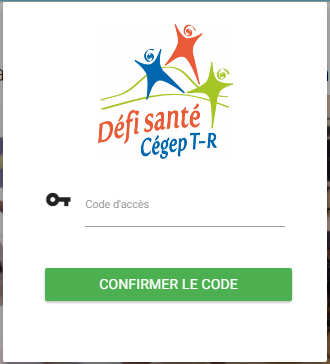 Défi santé
Cégep T-R
Code d'accès
CONFIRMER LE CODE